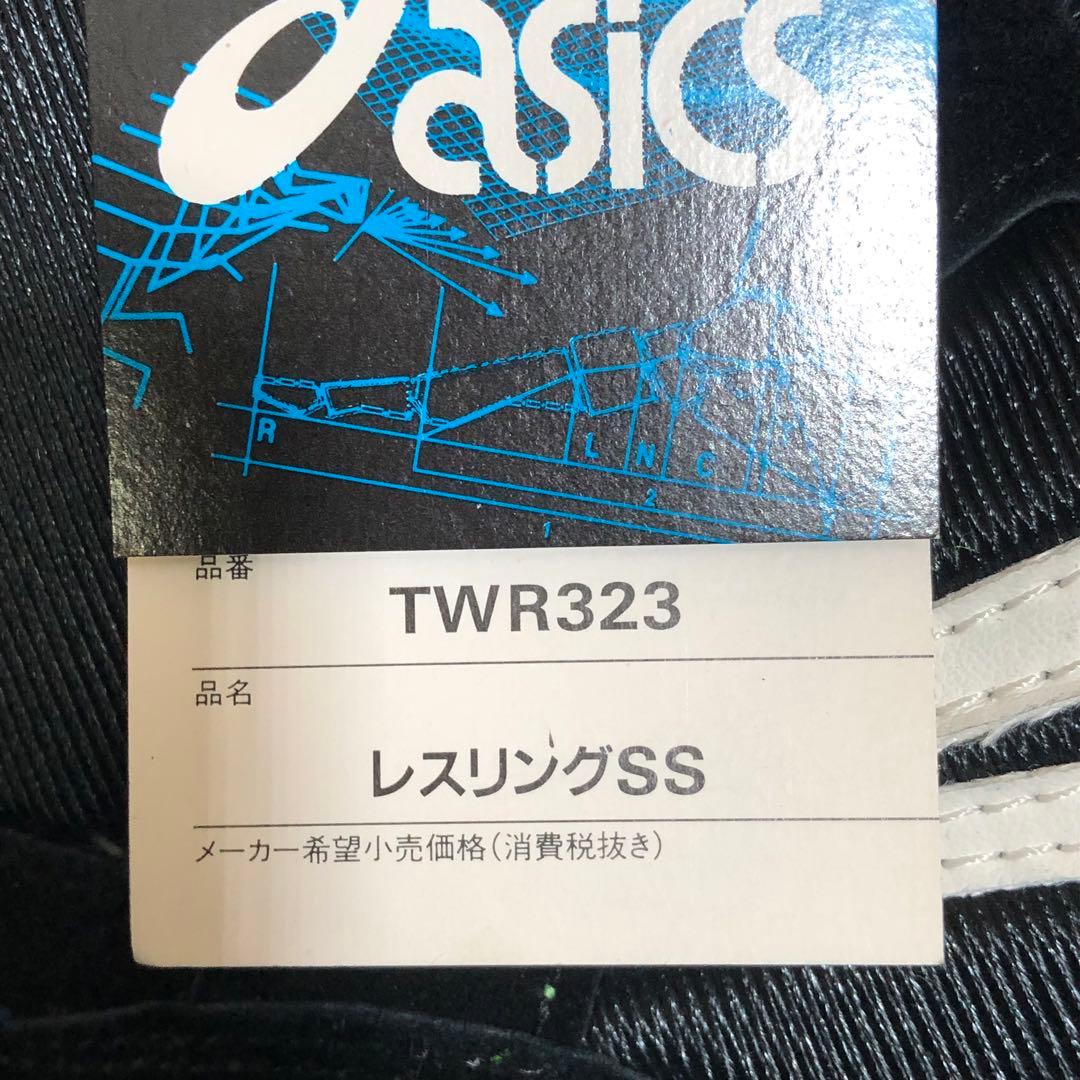 asics
R
L N C
2
1
品番
TWR323
品名
レスリングSS
メーカー希望小売価格(消費税抜き)